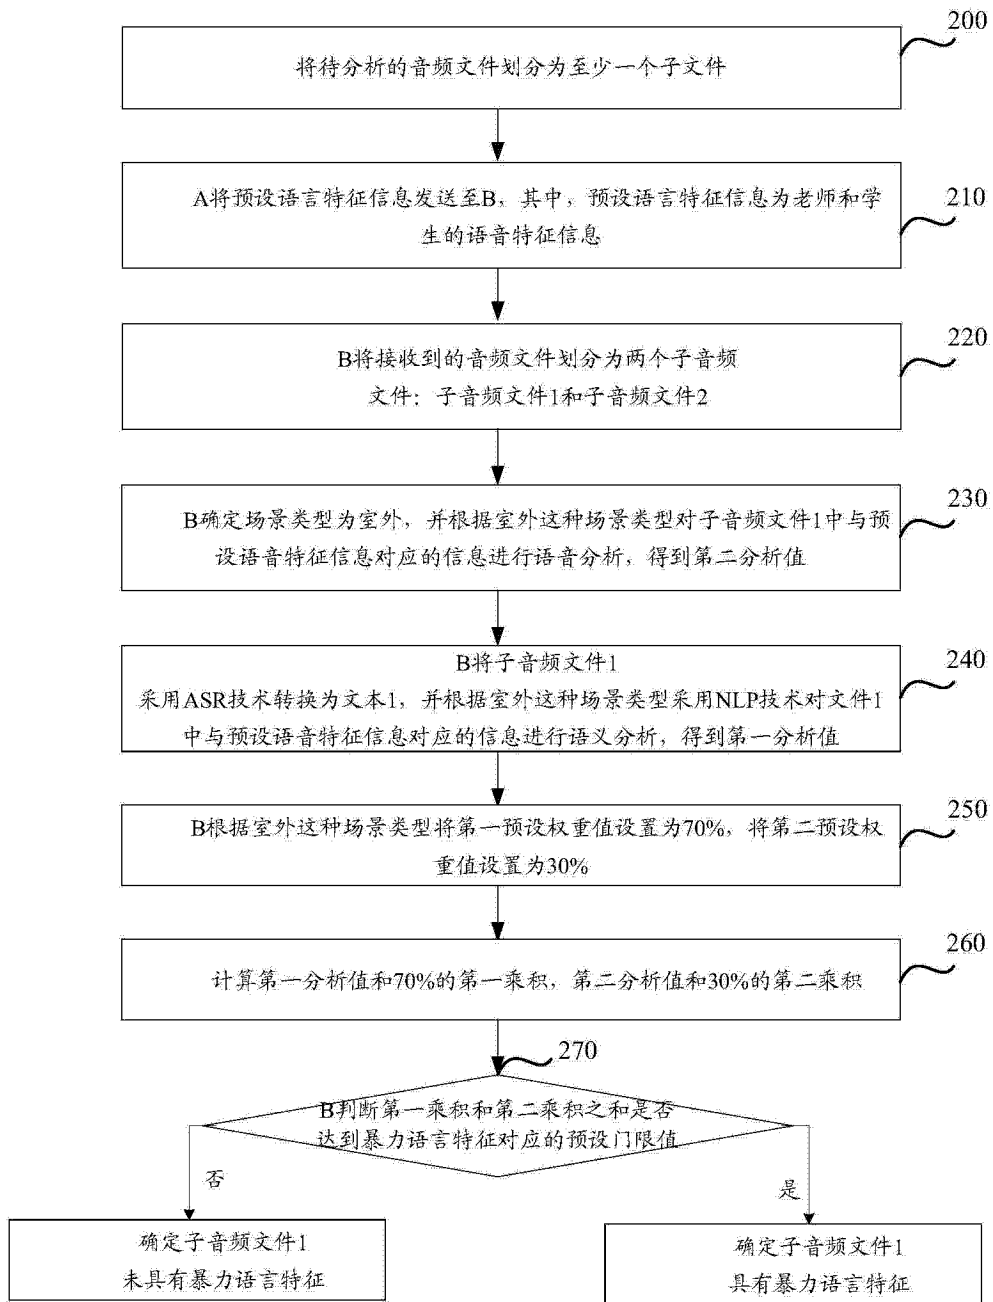 200
将待分析的音频文件划分为至少一个子文件
A将预设语言特征信息发送至B，其中，预设语言特征信息为老师和学
生的语音特征信息
210
220
B将接收到的音频文件划分为两个子音频
文件：子音频文件1和子音频文件2
230
B确定场景类型为室外，并根据室外这种场景类型对子音频文件1中与预
设语音特征信息对应的信息进行语音分析，得到第二分析值
240
B将子音频文件1
采用ASR技术转换为文本1，并根据室外这种场景类型采用NLP技术对文件1
中与预设语音特征信息对应的信息进行语义分析，得到第一分析值
250
B根据室外这种场景类型将第一预设权重值设置为70%，将第二预设权
重值设置为30%
260
计算第一分析值和70%的第一乘积，第二分析值和30%的第二乘积
270
B判断第一乘积和第二乘积之和是否
达到暴力语言特征对应的预设门限值
否
是
确定子音频文件1
未具有暴力语言特征
确定子音频文件1
具有暴力语言特征